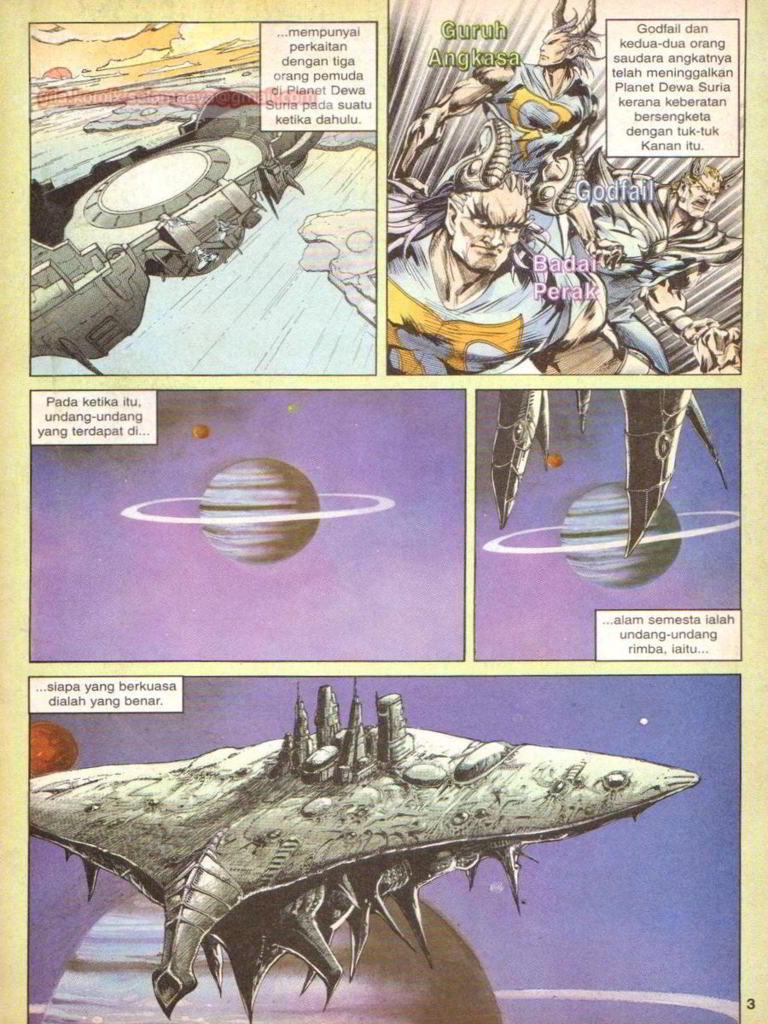 ...mempunyai
perkaitan
dengan tiga
orang pemuda
di Planet Dewa
Suria pada suatu
ketika dahulu.
Guruh
Angkasa
Godfail
Badai
Perak
Godfail dan
kedua-dua orang
saudara angkatnya
telah meninggalkan
Planet Dewa Suria
kerana keberatan
bersengketa
dengan tuk-tuk
Kanan itu.
Pada ketika itu,
undang-undang
yang terdapat di...
...alam semesta ialah
undang-undang
rimba, iaitu...
...siapa yang berkuasa
dialah yang benar.
3